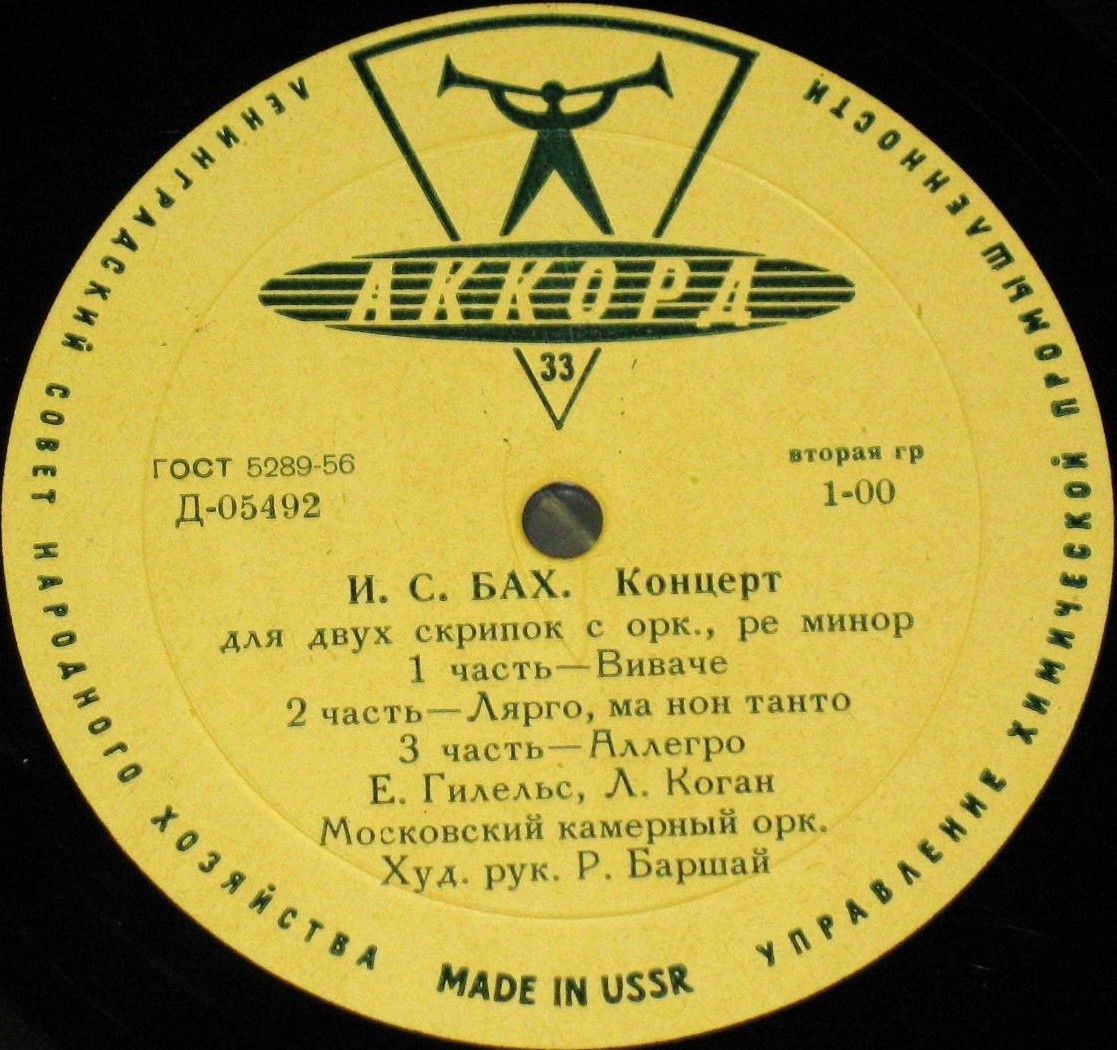 ЛЕНИНГРАДСКИЙ СОВЕТ НАРОДНОГО ХОЗЯЙСТВА
УПРАВЛЕНИЕ ХИМИЧЕСКОЙ ПРОМЫШЛЕННОСТИ
АККОРД
33
ГОСТ 5289-56
Д-05492
вторая гр
1-00
И. С. БАХ. Концерт
для двух скрипок с орк., ре минор
1 часть—Виваче
2 часть—Лярго, ма нон танто
3 часть—Аллегро
Е. Гилельс, Л. Коган
Московский камерный орк.
Худ. рук. Р. Баршай
MADE IN USSR